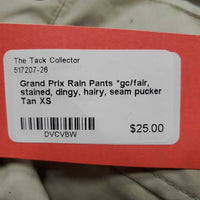 The Tack Collector
517207-26
Grand Prix Rain Pants *gc/fair,
stained, dingy, hairy, seam pucker
Tan XS
DVCVBW
$25.00